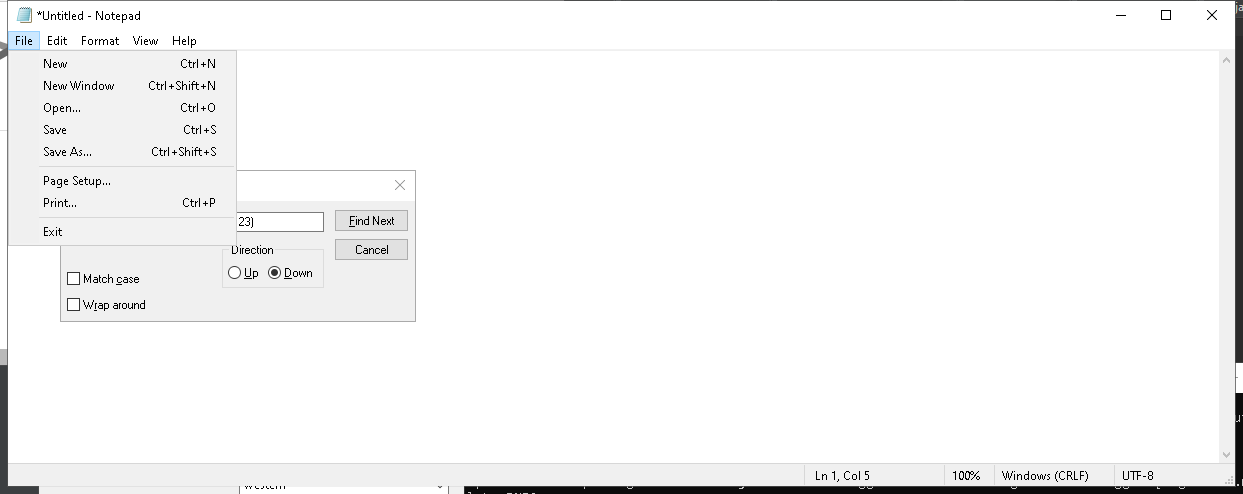 *Untitled - Notepad
File Edit Format View Help
New Ctrl+N
New Window Ctrl+Shift+N
Open... Ctrl+O
Save Ctrl+S
Save As... Ctrl+Shift+S
Page Setup...
Print... Ctrl+P
Exit
23)
Find Next
Direction
Cancel
Up Down
Match case
Wrap around
Ln 1, Col 5
100%
Windows (CRLF)
UTF-8